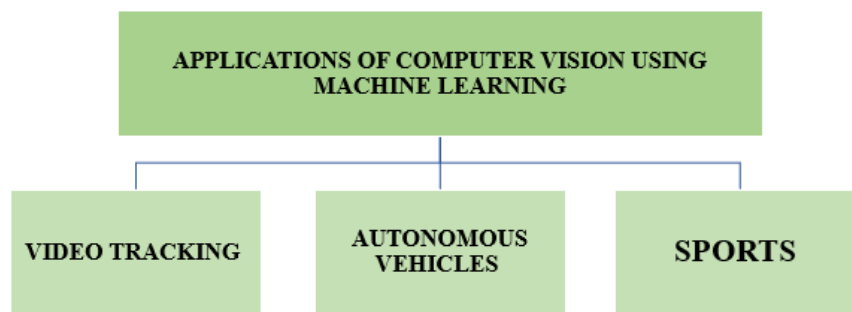 APPLICATIONS OF COMPUTER VISION USING
MACHINE LEARNING
VIDEO TRACKING
AUTONOMOUS
VEHICLES
SPORTS